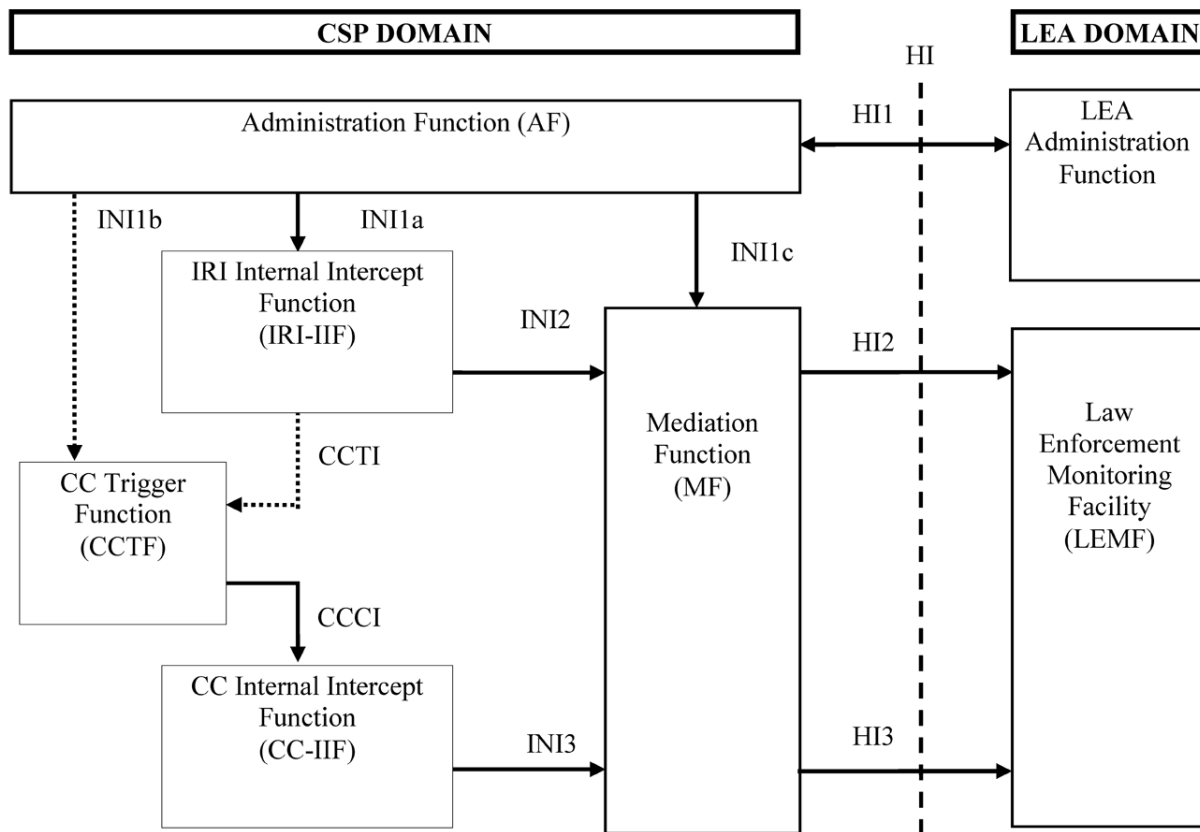 CSP DOMAIN
LEA DOMAIN
HI
Administration Function (AF)
HI1
LEA
Administration
Function
INI1b
INI1a
INI1c
IRI Internal Intercept
Function
(IRI-IIF)
INI2
HI2
Mediation
Function
(MF)
Law
Enforcement
Monitoring
Facility
(LEMF)
CCTI
CC Trigger
Function
(CCTF)
CCCI
CC Internal Intercept
Function
(CC-IIF)
INI3
HI3